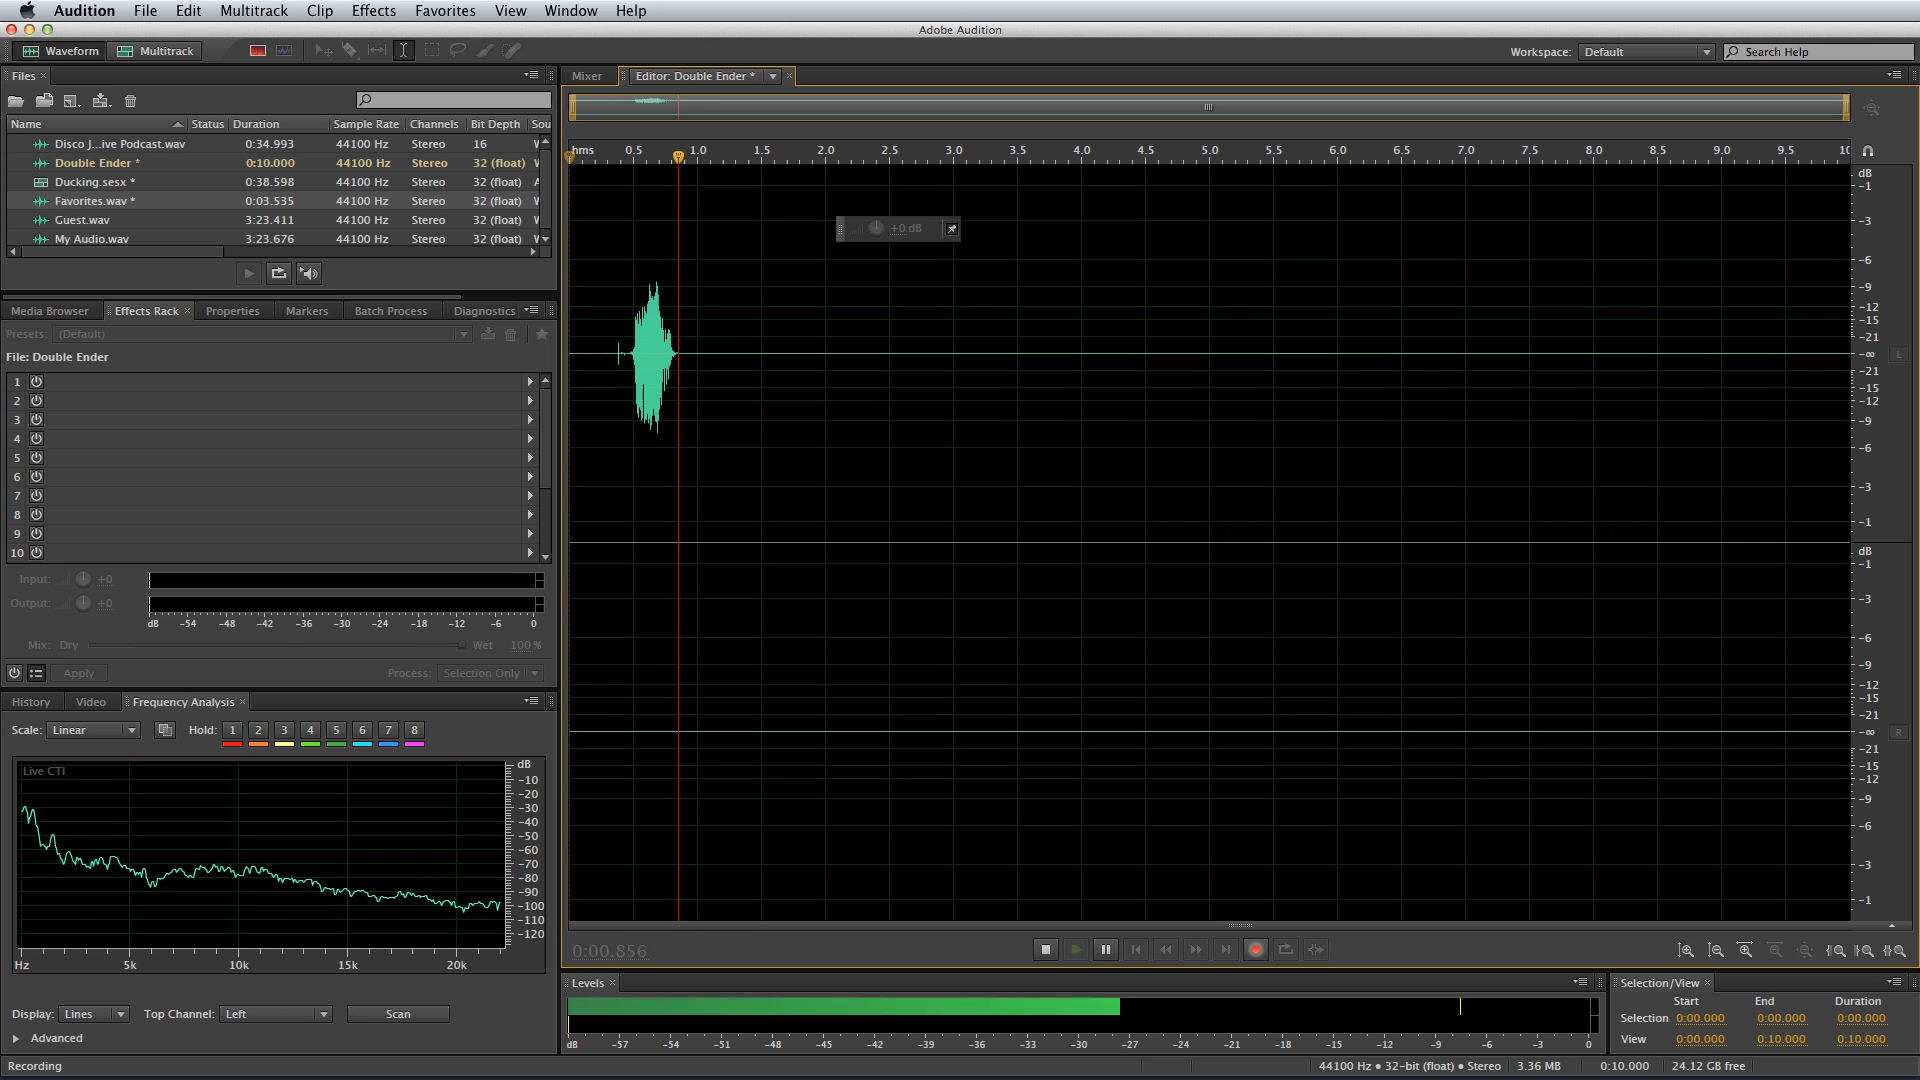 Audition File Edit Multitrack Clip Effects Favorites View Window Help
Adobe Audition
Waveform Multitrack Workspace: Default Search Help
Files
Name Status Duration Sample Rate Channels Bit Depth Sou
Disco J...ive Podcast.wav 0:34.993 44100 Hz Stereo 16
Double Ender * 0:10.000 44100 Hz Stereo 32 (float)
Ducking.sesx * 0:38.598 44100 Hz Stereo 32 (float)
Favorites.wav * 0:03.535 44100 Hz Stereo 32 (float)
Guest.wav 3:23.411 44100 Hz Stereo 32 (float)
My Audio.wav 3:23.676 44100 Hz Stereo 32 (float)
Media Browser Effects Rack Properties Markers Batch Process Diagnostics
Presets: (Default)
File: Double Ender
1
2
3
4
5
6
7
8
9
10
Input: +0
Output: +0
dB -54 -48 -42 -36 -30 -24 -18 -12 -6 0
Mix: Dry Wet 100 %
Apply Process: Selection Only
History Video Frequency Analysis
Scale: Linear Hold: 1 2 3 4 5 6 7 8
Live CTI
dB
-10
-20
-30
-40
-50
-60
-70
-80
-90
-100
-110
-120
Hz 5k 10k 15k 20k
Display: Lines Top Channel: Left Scan
Advanced
Mixer Editor: Double Ender *
hms 0.5 1.0 1.5 2.0 2.5 3.0 3.5 4.0 4.5 5.0 5.5 6.0 6.5 7.0 7.5 8.0 8.5 9.0 9.5 10
+0 dB
dB
-1
-3
-6
-9
-12
-15
-21
-∞ L
-21
-15
-12
-9
-6
-3
-1
dB
-1
-3
-6
-9
-12
-15
-21
-∞ R
-21
-15
-12
-9
-6
-3
-1
0:00.856
Levels
dB -57 -54 -51 -48 -45 -42 -39 -36 -33 -30 -27 -24 -21 -18 -15 -12 -9 -6 -3 0
Selection/View
Start End Duration
Selection 0:00.000 0:00.000 0:00.000
View 0:00.000 0:10.000 0:10.000
Recording 44100 Hz • 32-bit (float) • Stereo 3.36 MB 0:10.000 24.12 GB free